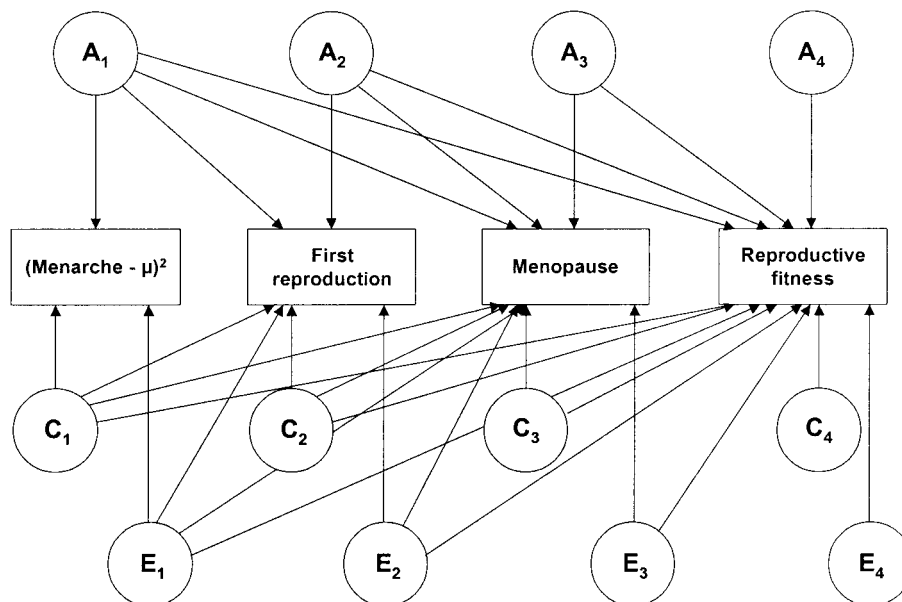 A₁ A₂ A₃ A₄
(Menarche - µ)²
First
reproduction
Menopause
Reproductive
fitness
C₁ C₂ C₃ C₄
E₁ E₂ E₃ E₄